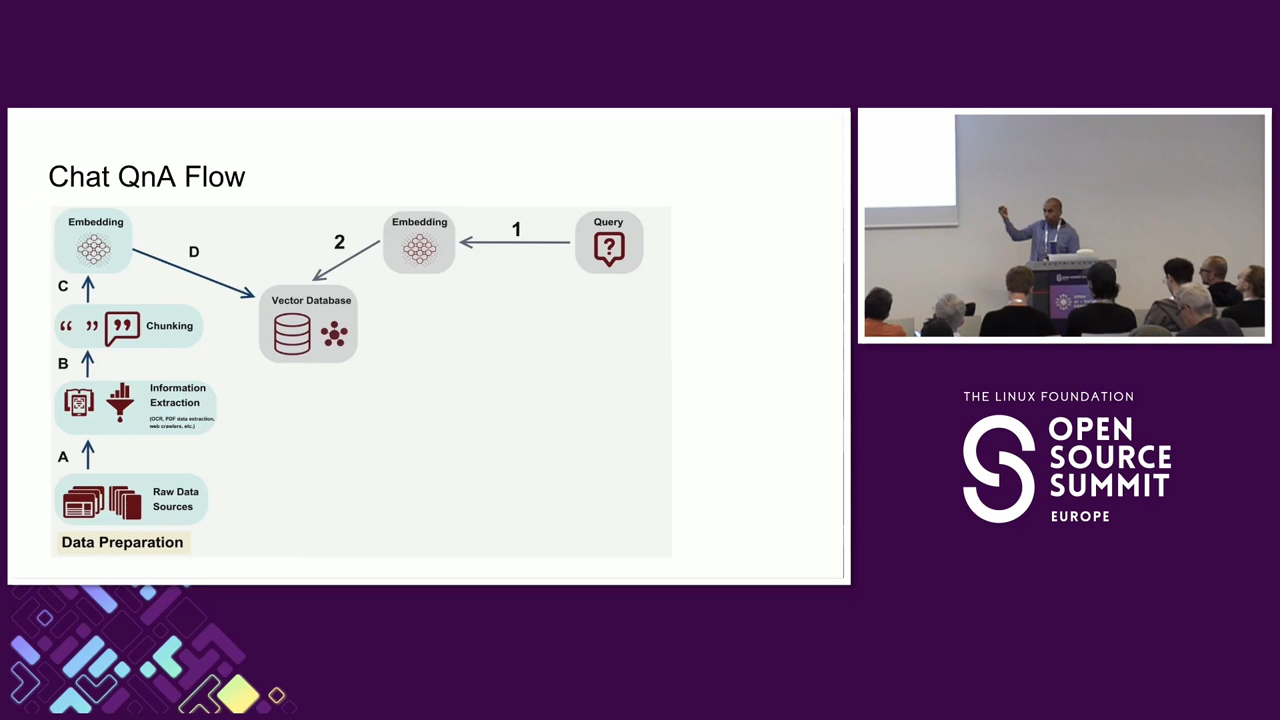 Chat QnA Flow
Embedding
D
2
Embedding
1
Query
?
C
Vector Database
“ ” ” Chunking
B
Information
Extraction
(OCR, PDF data extraction,
web crawlers, etc.)
A
Raw Data
Sources
Data Preparation
THE LINUX FOUNDATION
OPEN
SOURCE
SUMMIT
EUROPE